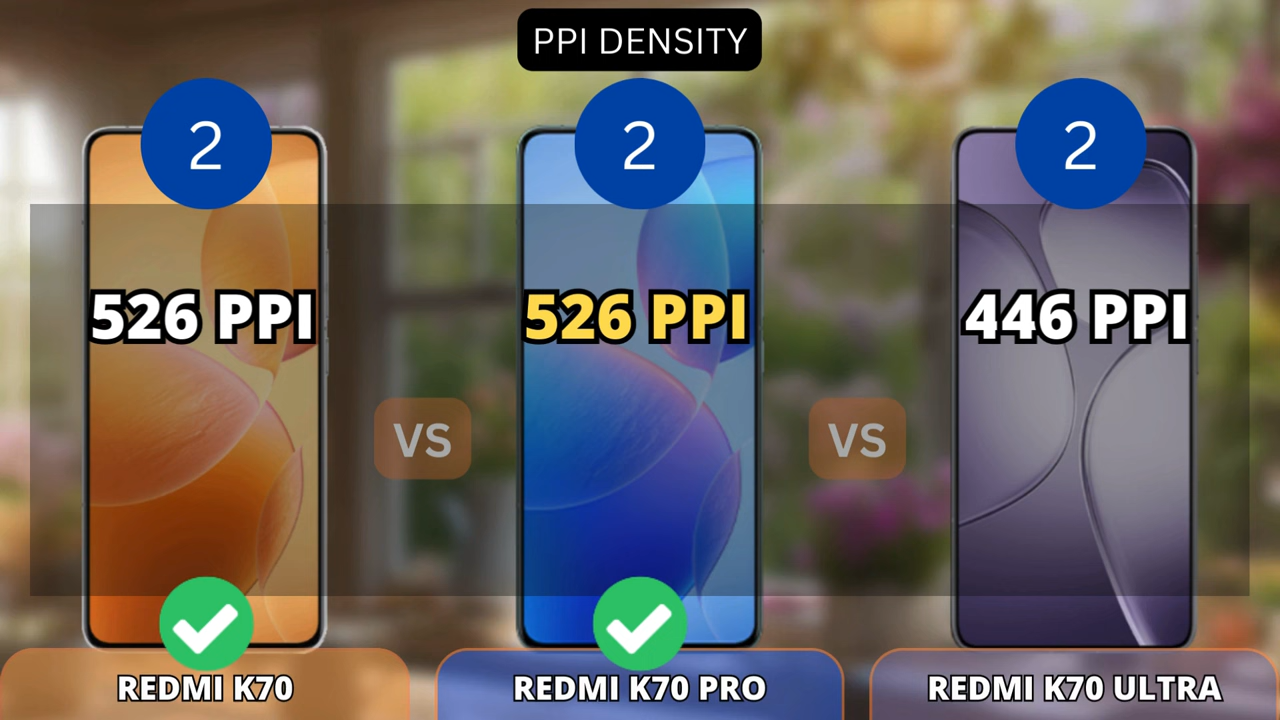 PPI DENSITY
2
2
2
526 PPI
526 PPI
446 PPI
VS
VS
REDMI K70
REDMI K70 PRO
REDMI K70 ULTRA